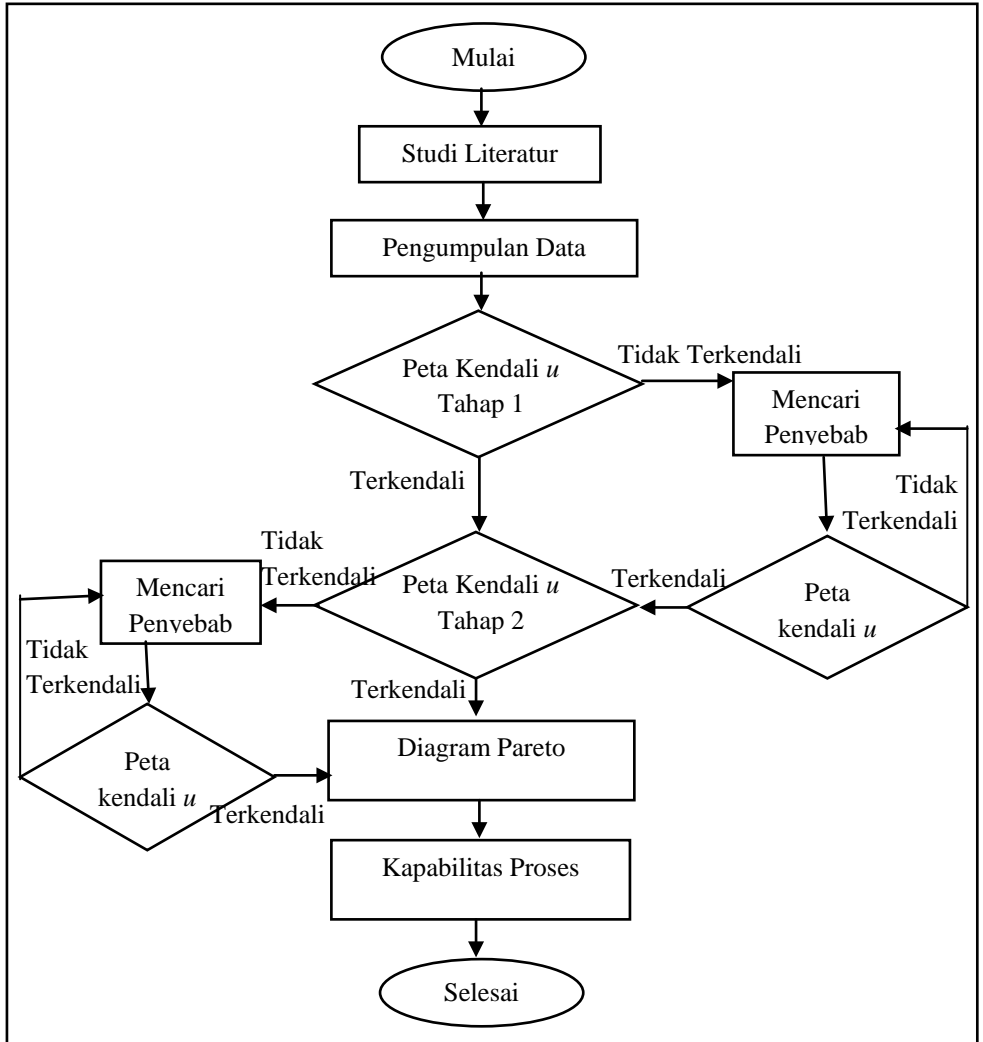 Mulai
Studi Literatur
Pengumpulan Data
Peta Kendali u
Tahap 1
Tidak Terkendali
Mencari
Penyebab
Terkendali
Tidak
Terkendali
Peta
kendali u
Terkendali
Peta Kendali u
Tahap 2
Tidak
Terkendali
Mencari
Penyebab
Tidak
Terkendali
Peta
kendali u
Terkendali
Terkendali
Diagram Pareto
Kapabilitas Proses
Selesai